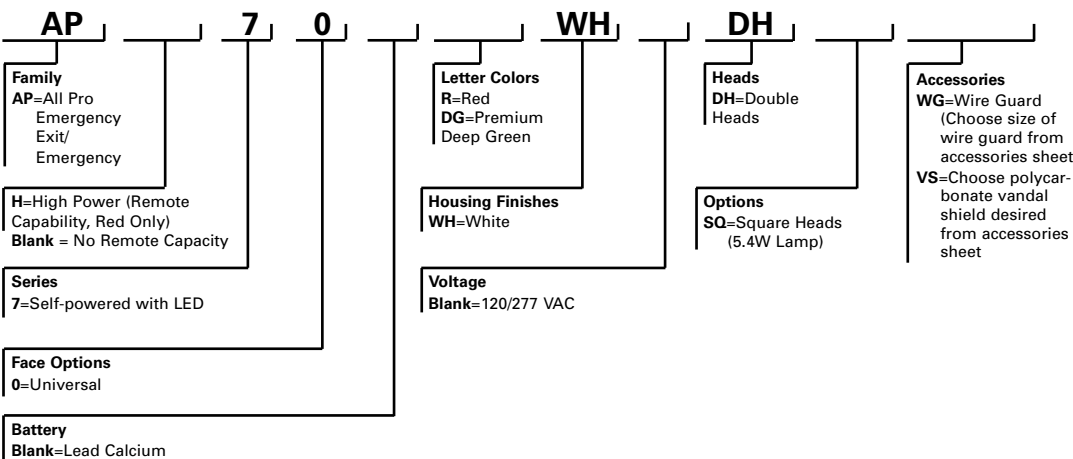 AP 7 0 WH DH
Family
AP=All Pro
Emergency
Exit/
Emergency
H=High Power (Remote
Capability, Red Only)
Blank = No Remote Capacity
Series
7=Self-powered with LED
Face Options
0=Universal
Battery
Blank=Lead Calcium
Letter Colors
R=Red
DG=Premium
Deep Green
Housing Finishes
WH=White
Voltage
Blank=120/277 VAC
Heads
DH=Double
Heads
Options
SQ=Square Heads
(5.4W Lamp)
Accessories
WG=Wire Guard
(Choose size of
wire guard from
accessories sheet
VS=Choose polycar-
bonate vandal
shield desired
from accessories
sheet